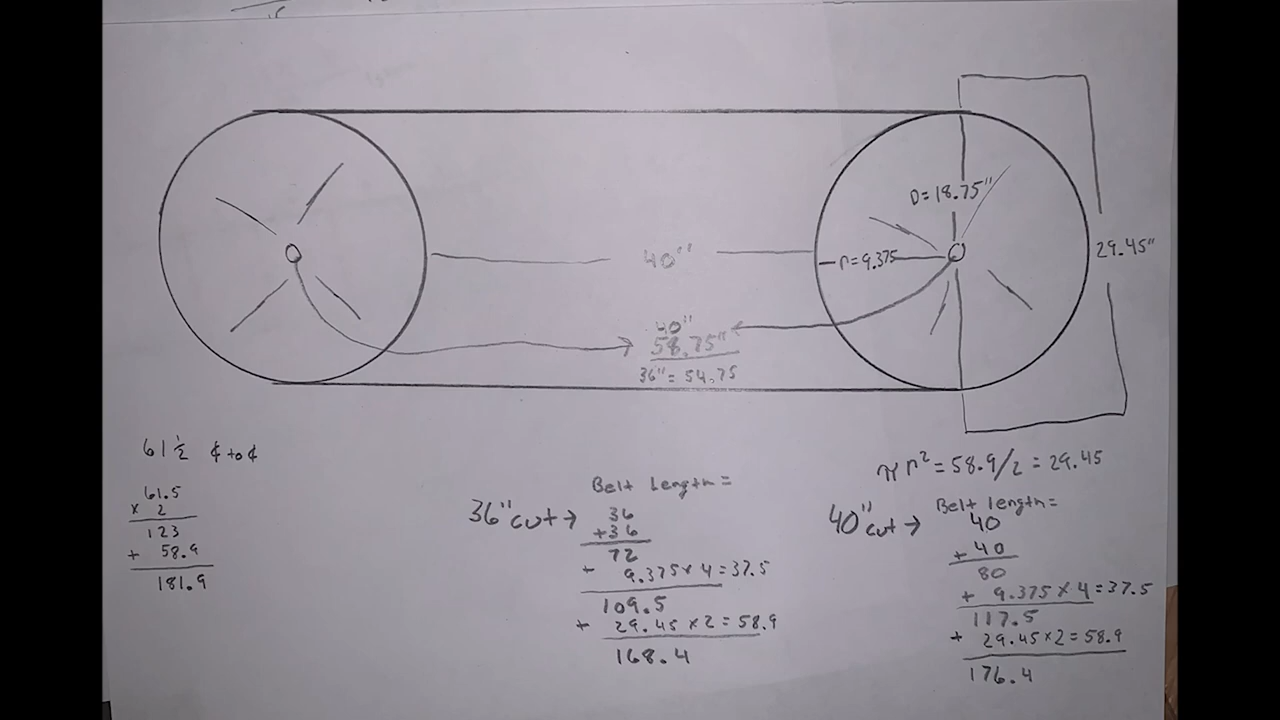 D=18.75"
40"
r=9.375
29.45"
40"
58.75"
36" = 54.75
61 ½ ¢ to ¢
61.5
x 2
123
+ 58.9
181.9
36" cut →
Belt Length =
36
+36
72
+ 9.375 x 4 = 37.5
109.5
+ 29.45 x 2 = 58.9
168.4
π r² = 58.9/2 = 29.45
40" cut →
Belt length =
40
+ 40
80
+ 9.375 x 4 = 37.5
117.5
+ 29.45 x 2 = 58.9
176.4